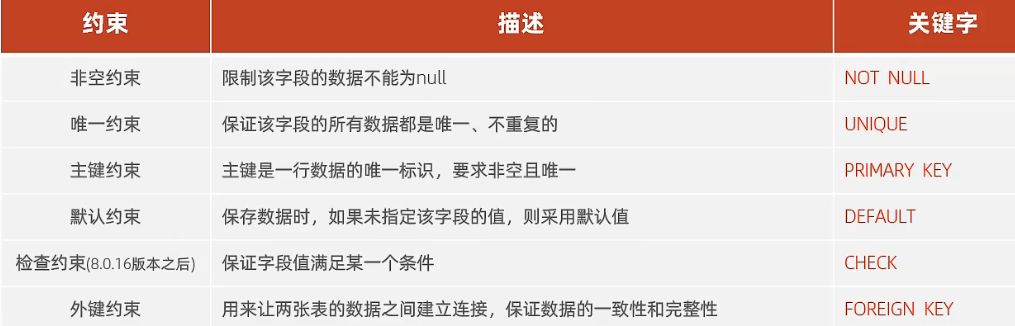 约束 描述 关键字
非空约束 限制该字段的数据不能为null NOT NULL
唯一约束 保证该字段的所有数据都是唯一、不重复的 UNIQUE
主键约束 主键是一行数据的唯一标识，要求非空且唯一 PRIMARY KEY
默认约束 保存数据时，如果未指定该字段的值，则采用默认值 DEFAULT
检查约束(8.0.16版本之后) 保证字段值满足某一个条件 CHECK
外键约束 用来让两张表的数据之间建立连接，保证数据的一致性和完整性 FOREIGN KEY